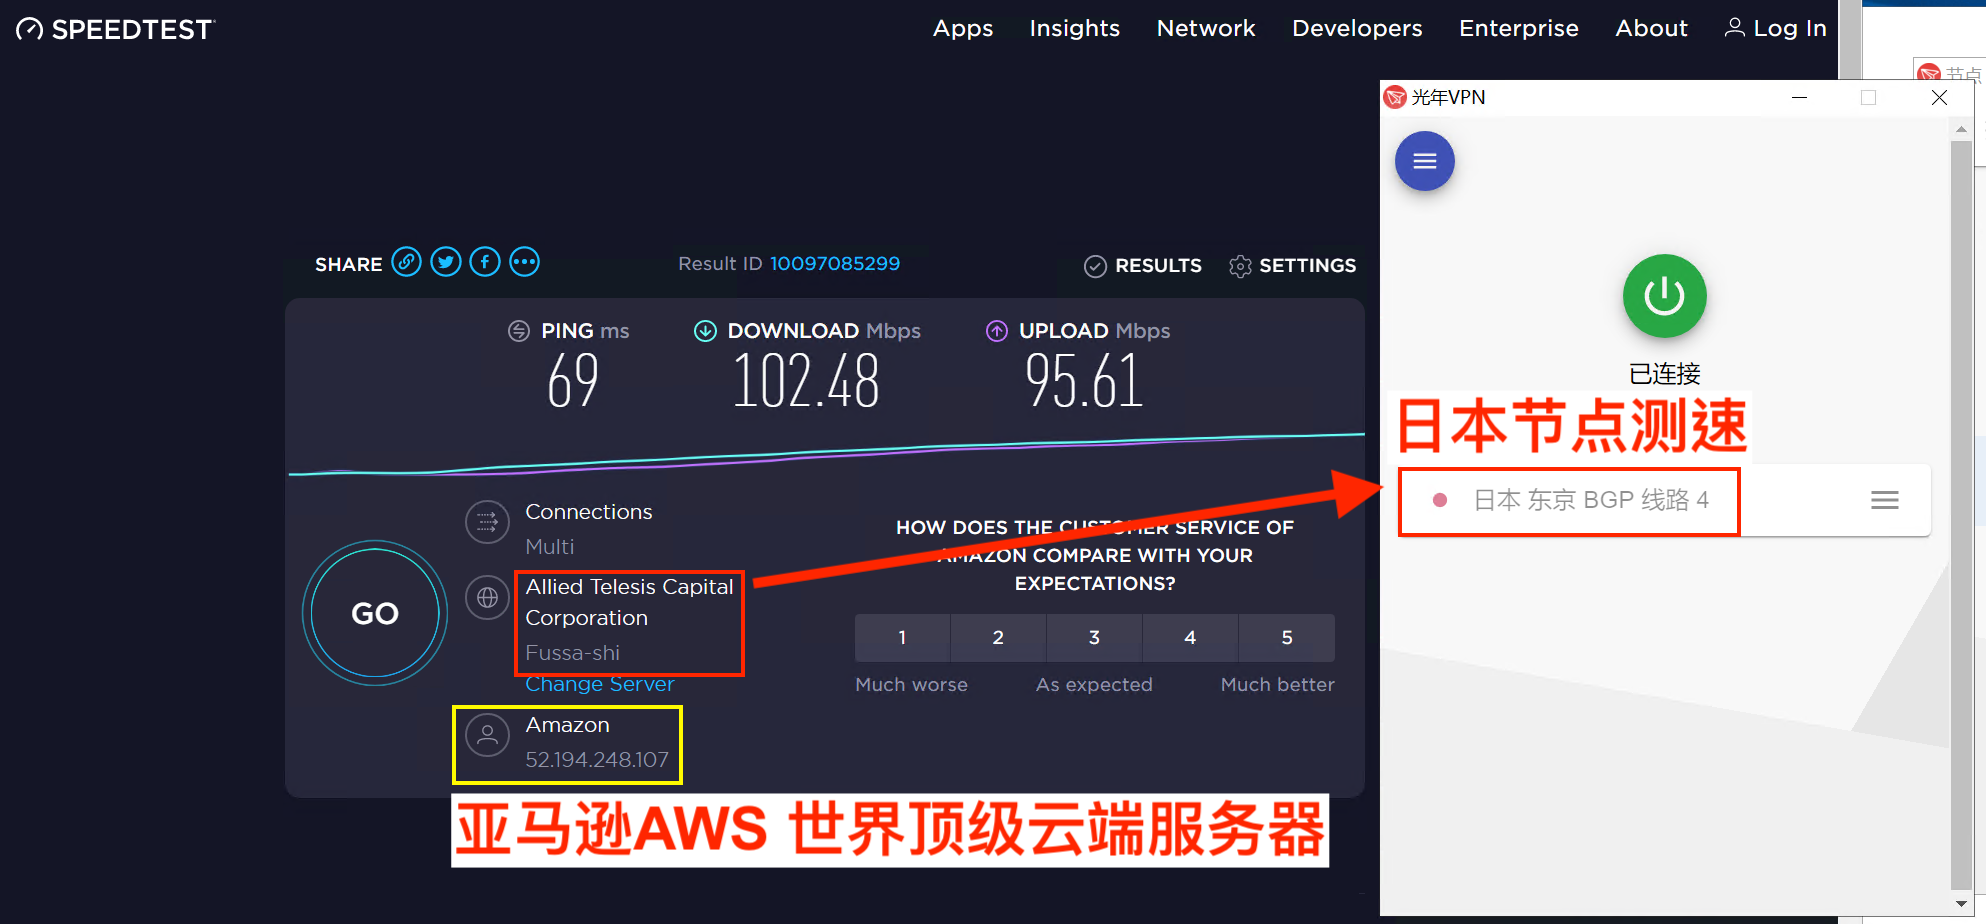 SPEEDTEST
Apps Insights Network Developers Enterprise About Log In
节点
光年VPN
SHARE
Result ID 10097085299
RESULTS SETTINGS
PING ms
69
DOWNLOAD Mbps
102.48
UPLOAD Mbps
95.61
已连接
日本节点测速
日本 东京 BGP 线路 4
GO
Connections
Multi
Allied Telesis Capital
Corporation
Fussa-shi
Change Server
Amazon
52.194.248.107
HOW DOES THE CUSTOMER SERVICE OF
AMAZON COMPARE WITH YOUR
EXPECTATIONS?
1 2 3 4 5
Much worse As expected Much better
亚马逊AWS 世界顶级云端服务器